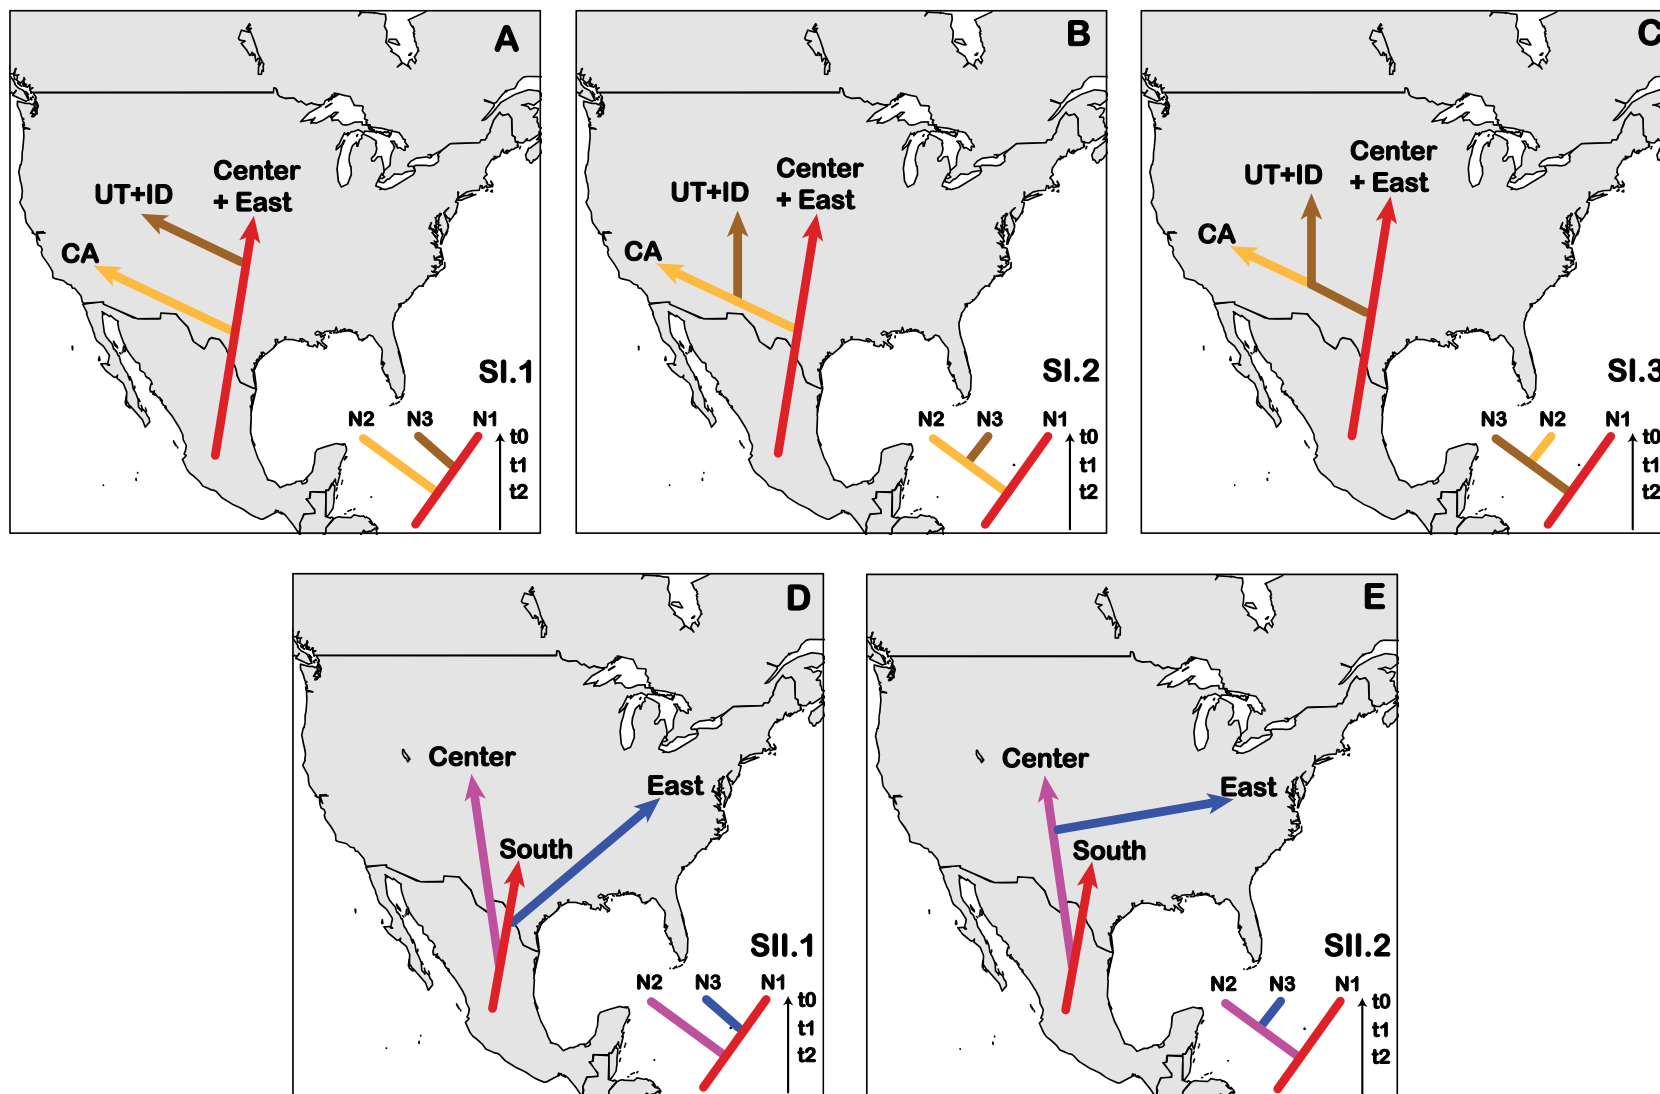 A
UT+ID
Center
+ East
CA
SI.1
N2 N3 N1
t0
t1
t2
B
UT+ID
Center
+ East
CA
SI.2
N2 N3 N1
t0
t1
t2
C
UT+ID
Center
+ East
CA
SI.3
N3 N2 N1
t0
t1
t2
D
Center
East
South
SII.1
N2 N3 N1
t0
t1
t2
E
Center
East
South
SII.2
N2 N3 N1
t0
t1
t2